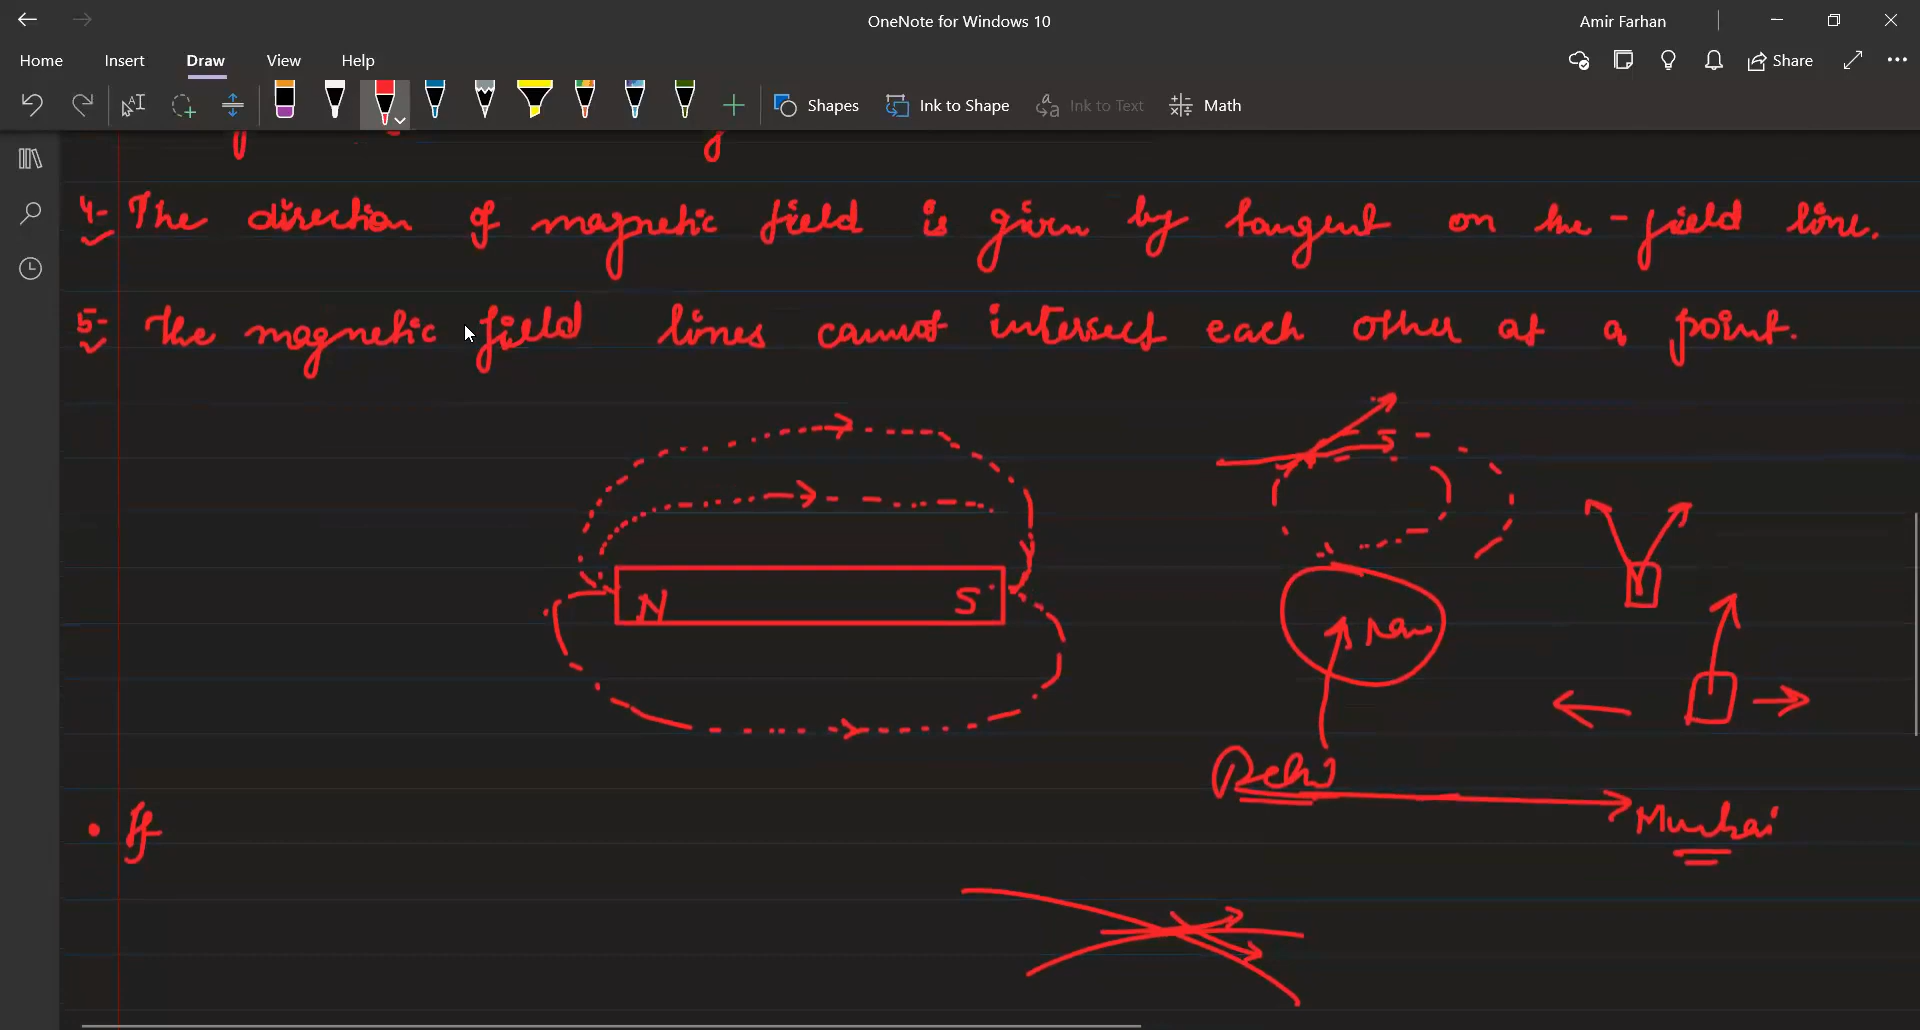 OneNote for Windows 10
Amir Farhan
Home Insert Draw View Help
Share
Shapes Ink to Shape Ink to Text Math
4- The direction of magnetic field is given by tangent on the field line.
5- The magnetic field lines cannot intersect each other at a point.
N S
Delhi
Mumbai
• If